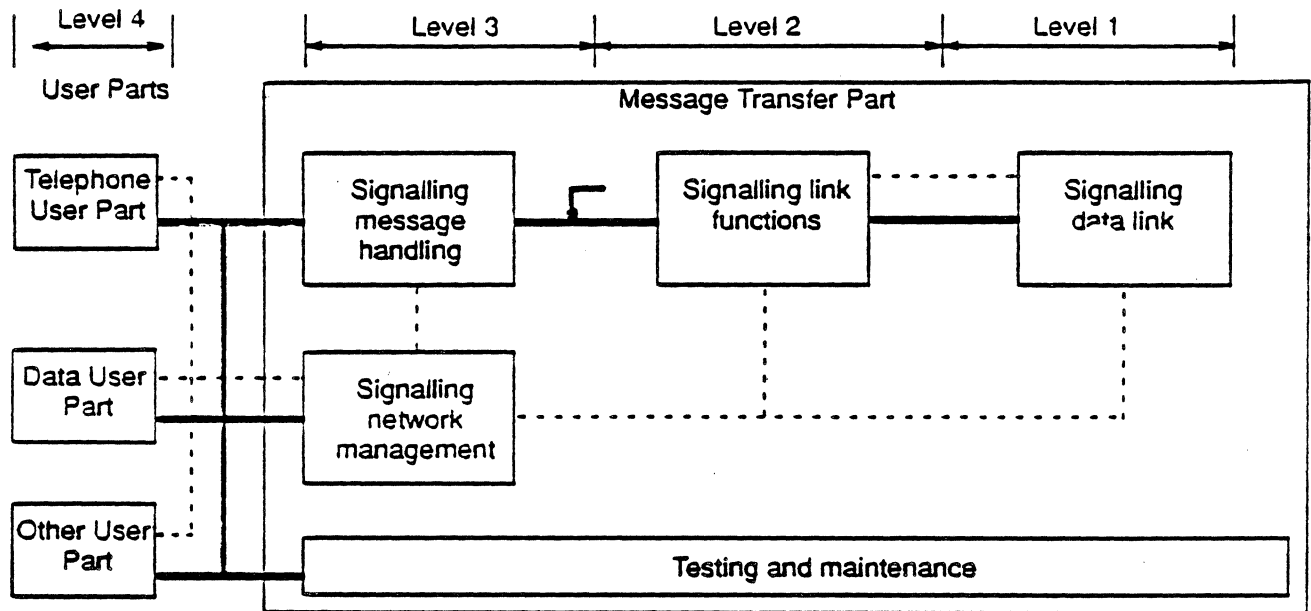 Level 4
Level 3
Level 2
Level 1
User Parts
Message Transfer Part
Telephone
User Part
Signalling
message
handling
Signalling link
functions
Signalling
data link
Data User
Part
Signalling
network
management
Other User
Part
Testing and maintenance